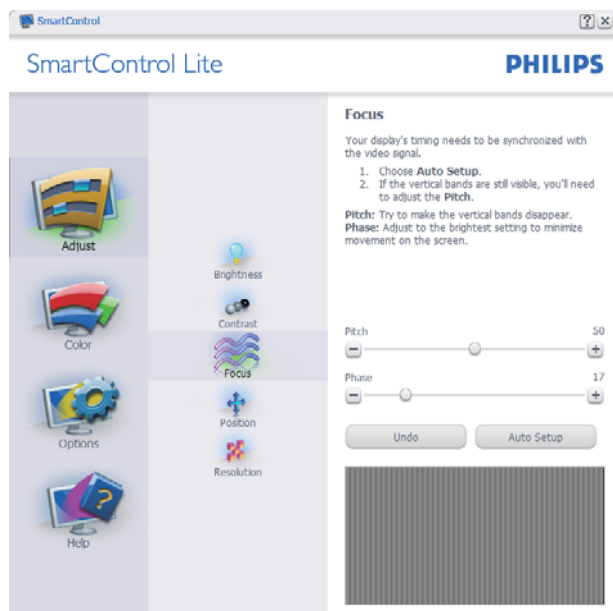 SmartControl
SmartControl Lite
PHILIPS
Adjust
Color
Options
Help
Brightness
Contrast
Focus
Position
Resolution
Focus
Your display's timing needs to be synchronized with
the video signal.
1. Choose Auto Setup.
2. If the vertical bands are still visible, you'll need
to adjust the Pitch.
Pitch: Try to make the vertical bands disappear.
Phase: Adjust to the brightest setting to minimize
movement on the screen.
Pitch 50
Phase 17
Undo Auto Setup